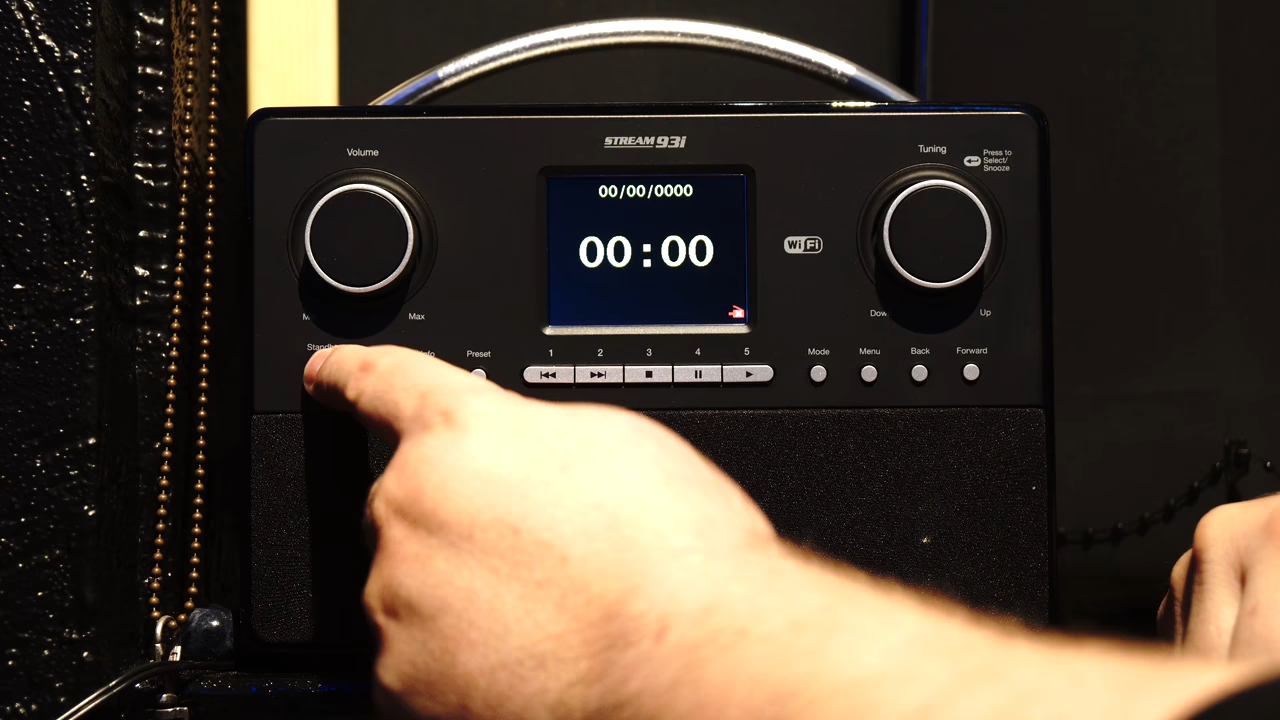 STREAM 93i
Volume
Tuning
Press to
Select/
Snooze
00/00/0000
00:00
WiFi
Max
Up
Preset
1 2 3 4 5
Mode
Menu
Back
Forward